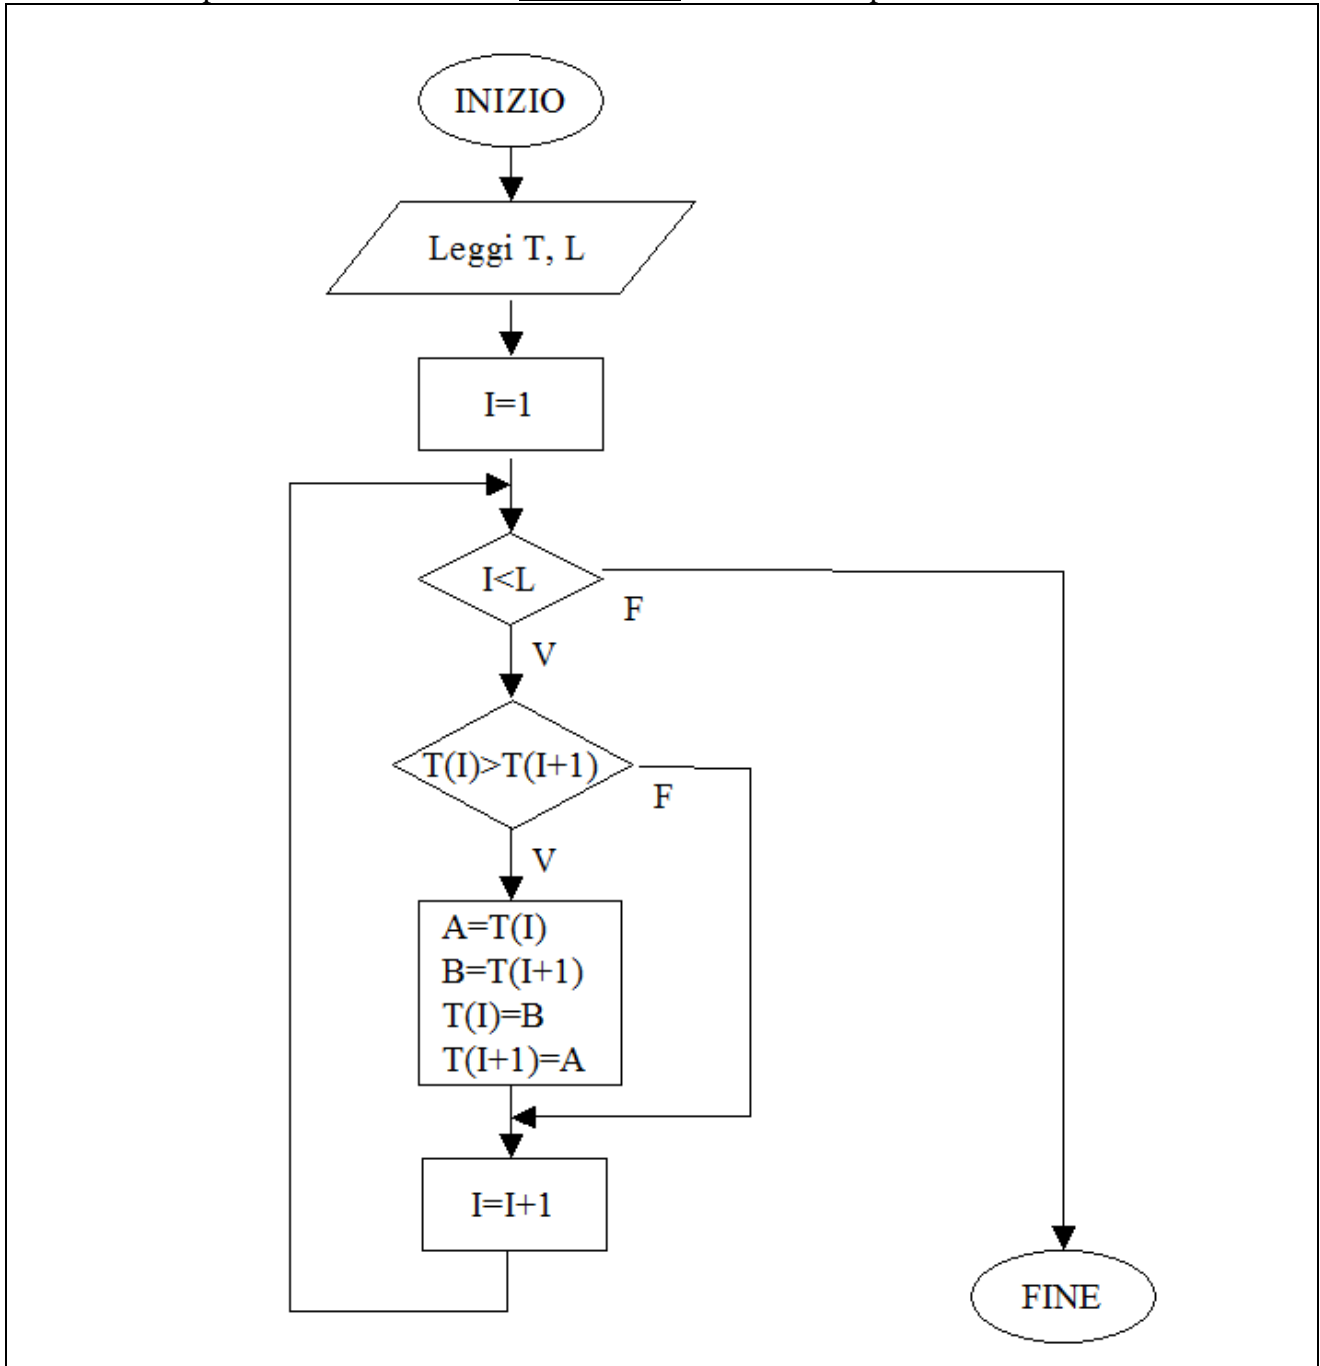 INIZIO
Leggi T, L
I=1
I<L
F
V
T(I)>T(I+1)
F
V
A=T(I)
B=T(I+1)
T(I)=B
T(I+1)=A
I=I+1
FINE